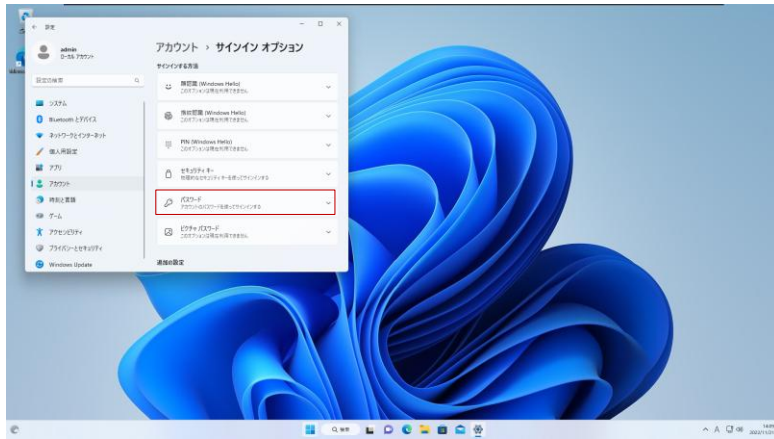 設定
admin
ローカル アカウント
設定の検索
システム
Bluetooth とデバイス
ネットワークとインターネット
個人用設定
アプリ
アカウント
時刻と言語
ゲーム
アクセシビリティ
プライバシーとセキュリティ
Windows Update
アカウント › サインイン オプション
サインインする方法
顔認識 (Windows Hello)
このオプションは現在利用できません
指紋認識 (Windows Hello)
このオプションは現在利用できません
PIN (Windows Hello)
このオプションは現在利用できません
セキュリティ キー
物理的なセキュリティ キーを使ってサインインする
パスワード
アカウントのパスワードを使ってサインインする
ピクチャ パスワード
このオプションは現在利用できません
追加の設定
検索
A